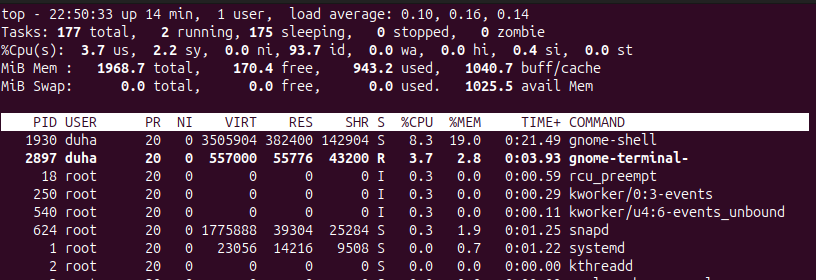 top - 22:50:33 up 14 min,  1 user,  load average: 0.10, 0.16, 0.14
Tasks: 177 total,   2 running, 175 sleeping,   0 stopped,   0 zombie
%Cpu(s):  3.7 us,  2.2 sy,  0.0 ni, 93.7 id,  0.0 wa,  0.0 hi,  0.4 si,  0.0 st
MiB Mem :   1968.7 total,    170.4 free,    943.2 used,   1040.7 buff/cache
MiB Swap:      0.0 total,      0.0 free,      0.0 used.   1025.5 avail Mem
PID USER      PR  NI    VIRT    RES    SHR S  %CPU  %MEM     TIME+ COMMAND
1930 duha      20   0 3505904 382400 142904 S   8.3  19.0   0:21.49 gnome-shell
2897 duha      20   0  557000  55776  43200 R   3.7   2.8   0:03.93 gnome-terminal-
18 root      20   0       0      0      0 I   0.3   0.0   0:00.59 rcu_preempt
250 root      20   0       0      0      0 I   0.3   0.0   0:00.29 kworker/0:3-events
540 root      20   0       0      0      0 I   0.3   0.0   0:00.11 kworker/u4:6-events_unbound
624 root      20   0 1775888  39304  25284 S   0.3   1.9   0:01.25 snapd
1 root      20   0   23056  14216   9508 S   0.0   0.7   0:01.22 systemd
2 root      20   0       0      0      0 S   0.0   0.0   0:00.00 kthreadd